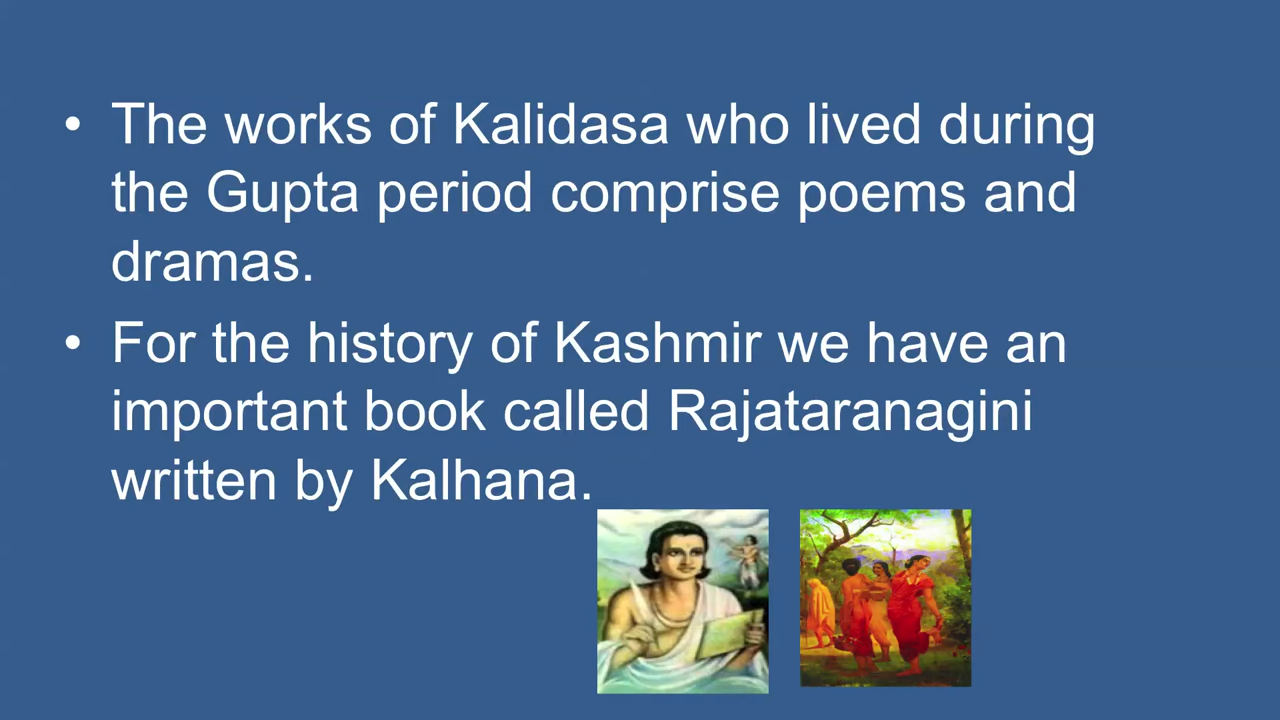 • The works of Kalidasa who lived during
the Gupta period comprise poems and
dramas.
• For the history of Kashmir we have an
important book called Rajataranagini
written by Kalhana.